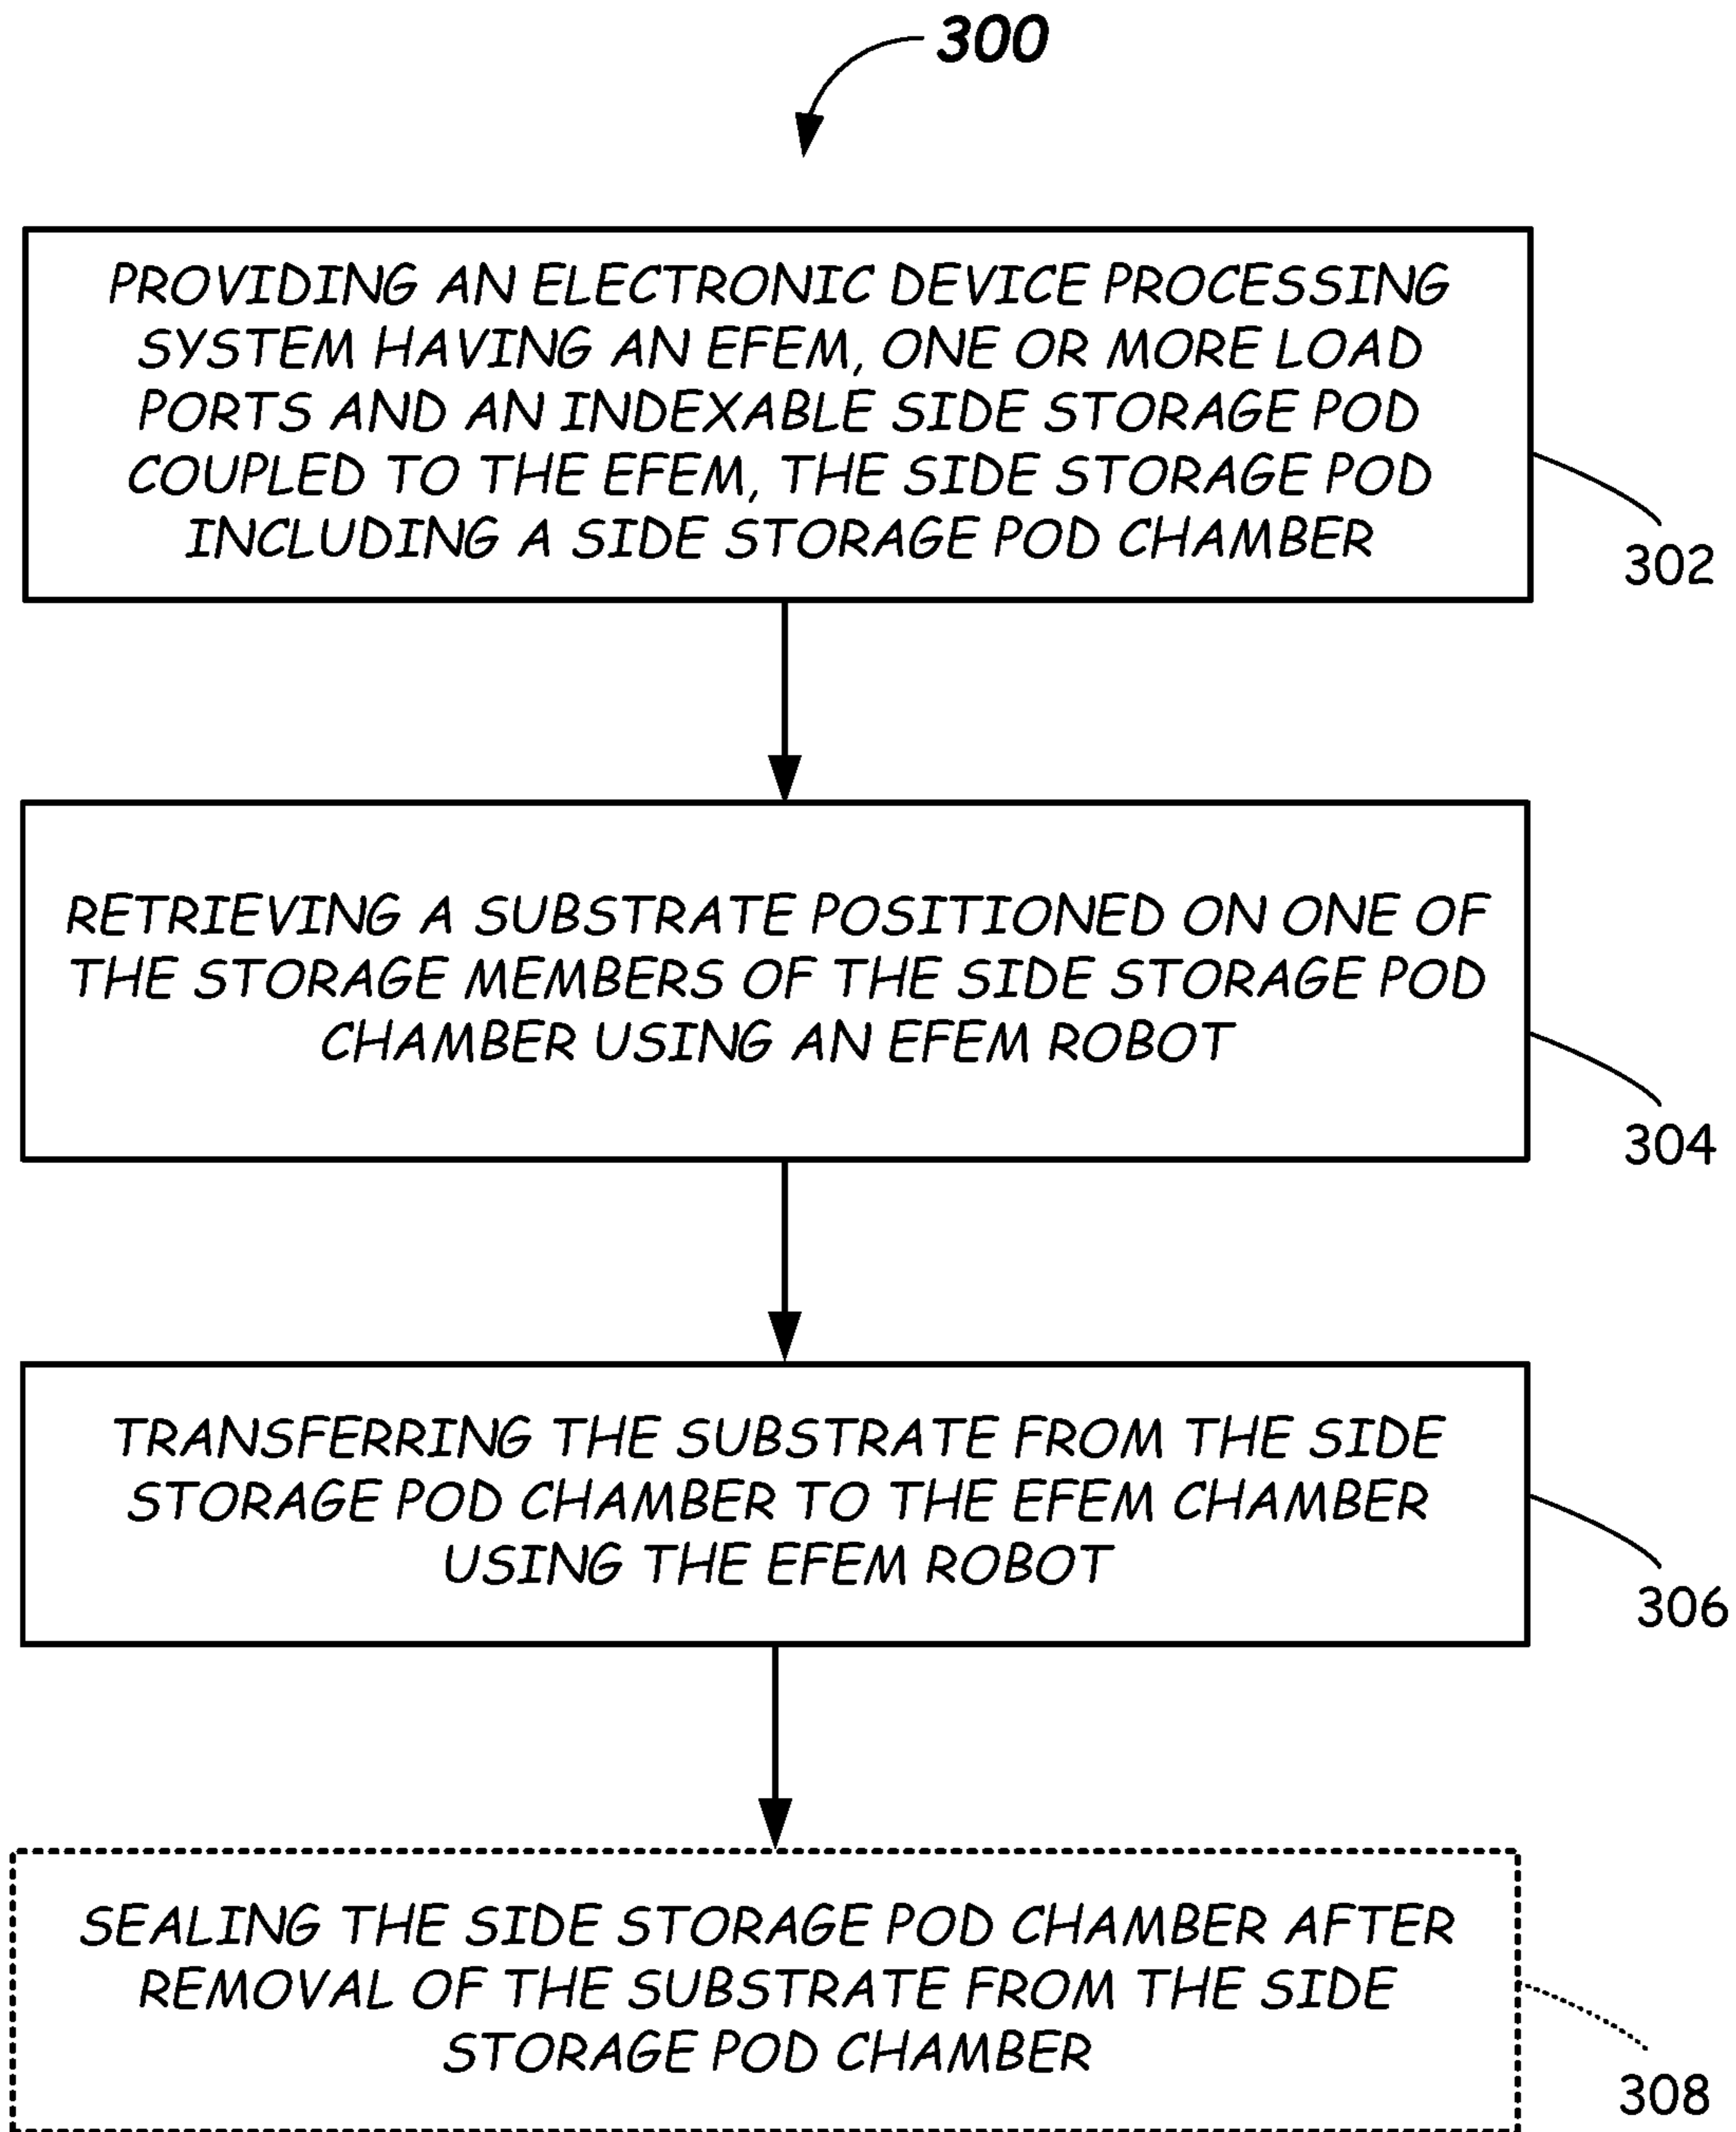 300
PROVIDING AN ELECTRONIC DEVICE PROCESSING
SYSTEM HAVING AN EFEM, ONE OR MORE LOAD
PORTS AND AN INDEXABLE SIDE STORAGE POD
COUPLED TO THE EFEM, THE SIDE STORAGE POD
INCLUDING A SIDE STORAGE POD CHAMBER
302
RETRIEVING A SUBSTRATE POSITIONED ON ONE OF
THE STORAGE MEMBERS OF THE SIDE STORAGE POD
CHAMBER USING AN EFEM ROBOT
304
TRANSFERRING THE SUBSTRATE FROM THE SIDE
STORAGE POD CHAMBER TO THE EFEM CHAMBER
USING THE EFEM ROBOT
306
SEALING THE SIDE STORAGE POD CHAMBER AFTER
REMOVAL OF THE SUBSTRATE FROM THE SIDE
STORAGE POD CHAMBER
308